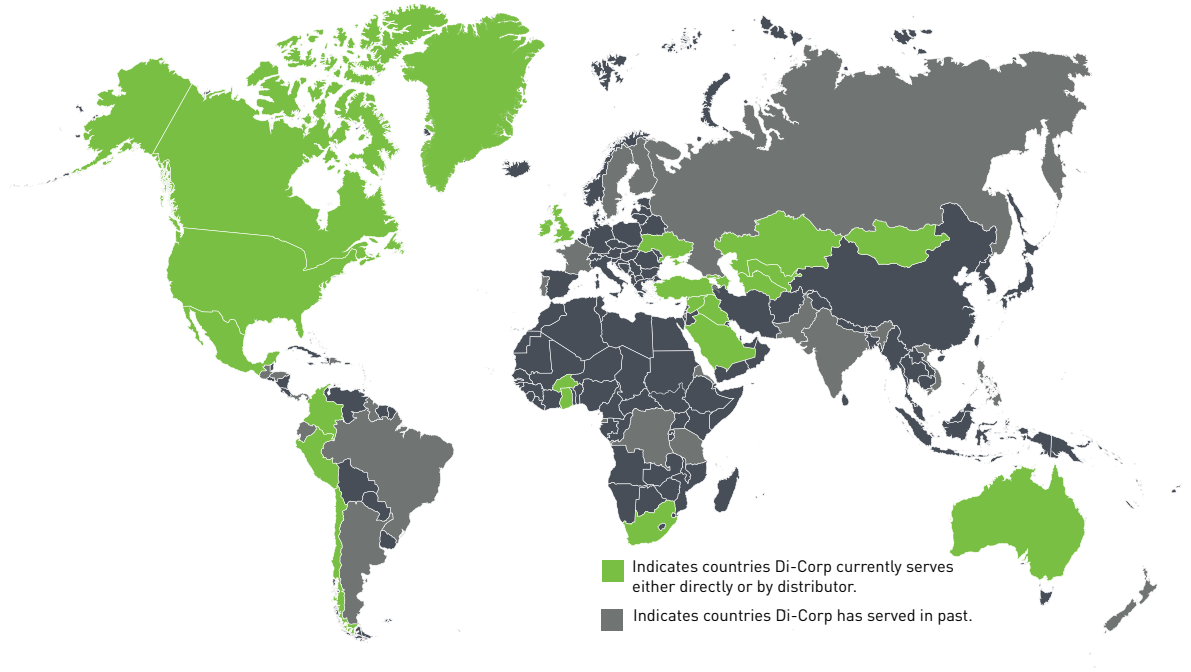 Indicates countries Di-Corp currently serves
either directly or by distributor.
Indicates countries Di-Corp has served in past.